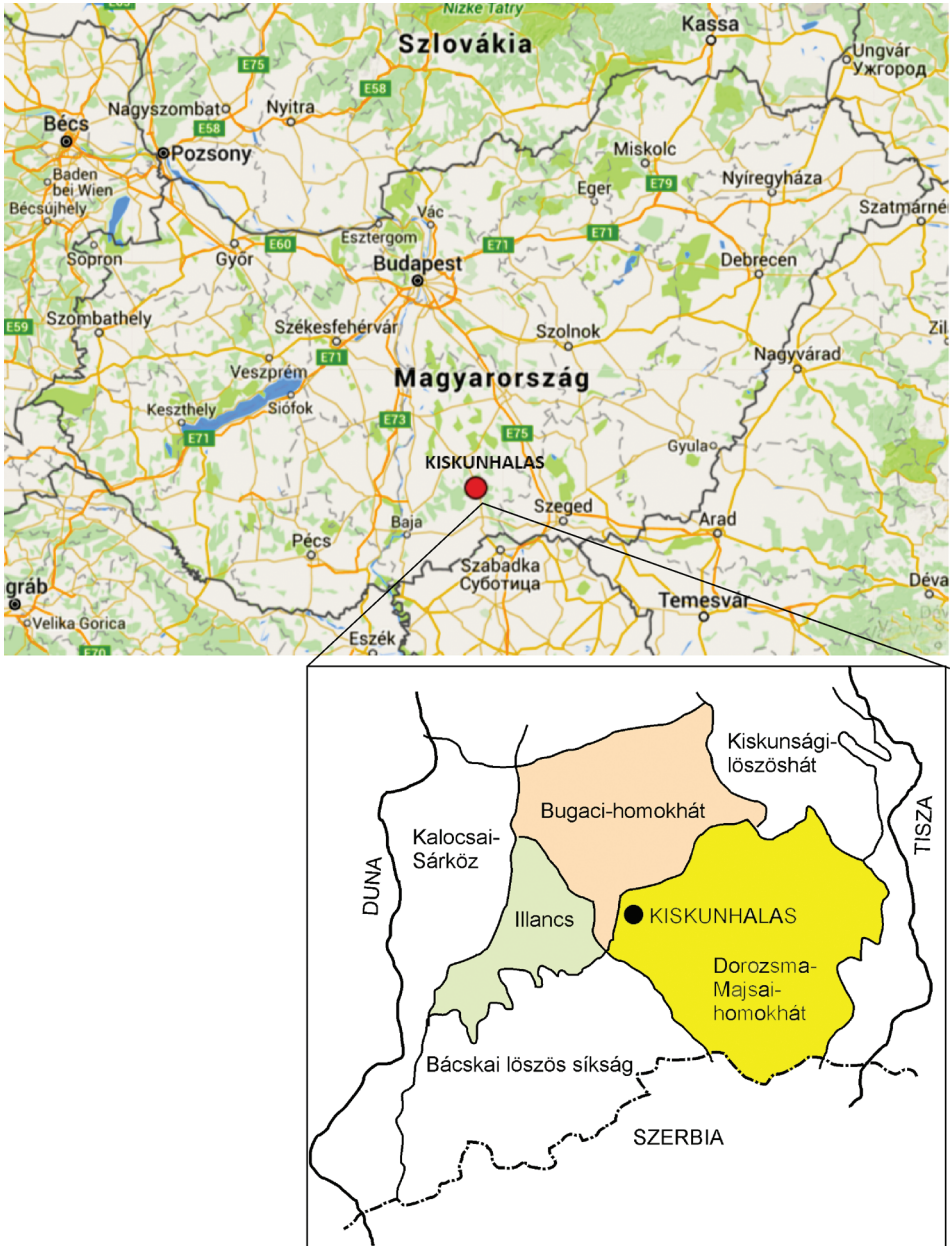 Nízke Tatry
Szlovákia
Kassa
Ungvár
Ужгород
E75
E58
Nagyszombat
Nyitra
E58
Bécs
Pozsony
Miskolc
Baden
bei Wien
Eger
E79
Nyíregyháza
Bécsújhely
Vác
Szatmárné
Esztergom
E71
E71
Sopron
Győr
E60
Budapest
Debrecen
E59
Szombathely
Székesfehérvár
Szolnok
Zil
E71
Nagyvárad
Veszprém
Magyarország
Keszthely
Siófok
E71
E73
E75
Gyula
KISKUNHALAS
Szeged
Baja
Arad
Pécs
Szabadka
Суботица
Déva
gráb
Temesvár
Velika Gorica
Eszék
E70
Kiskunsági-
löszöshát
Bugaci-homokhát
TISZA
Kalocsai-
Sárköz
DUNA
Illancs
KISKUNHALAS
Dorozsma-
Majsai-
homokhát
Bácskai löszös síkság
SZERBIA